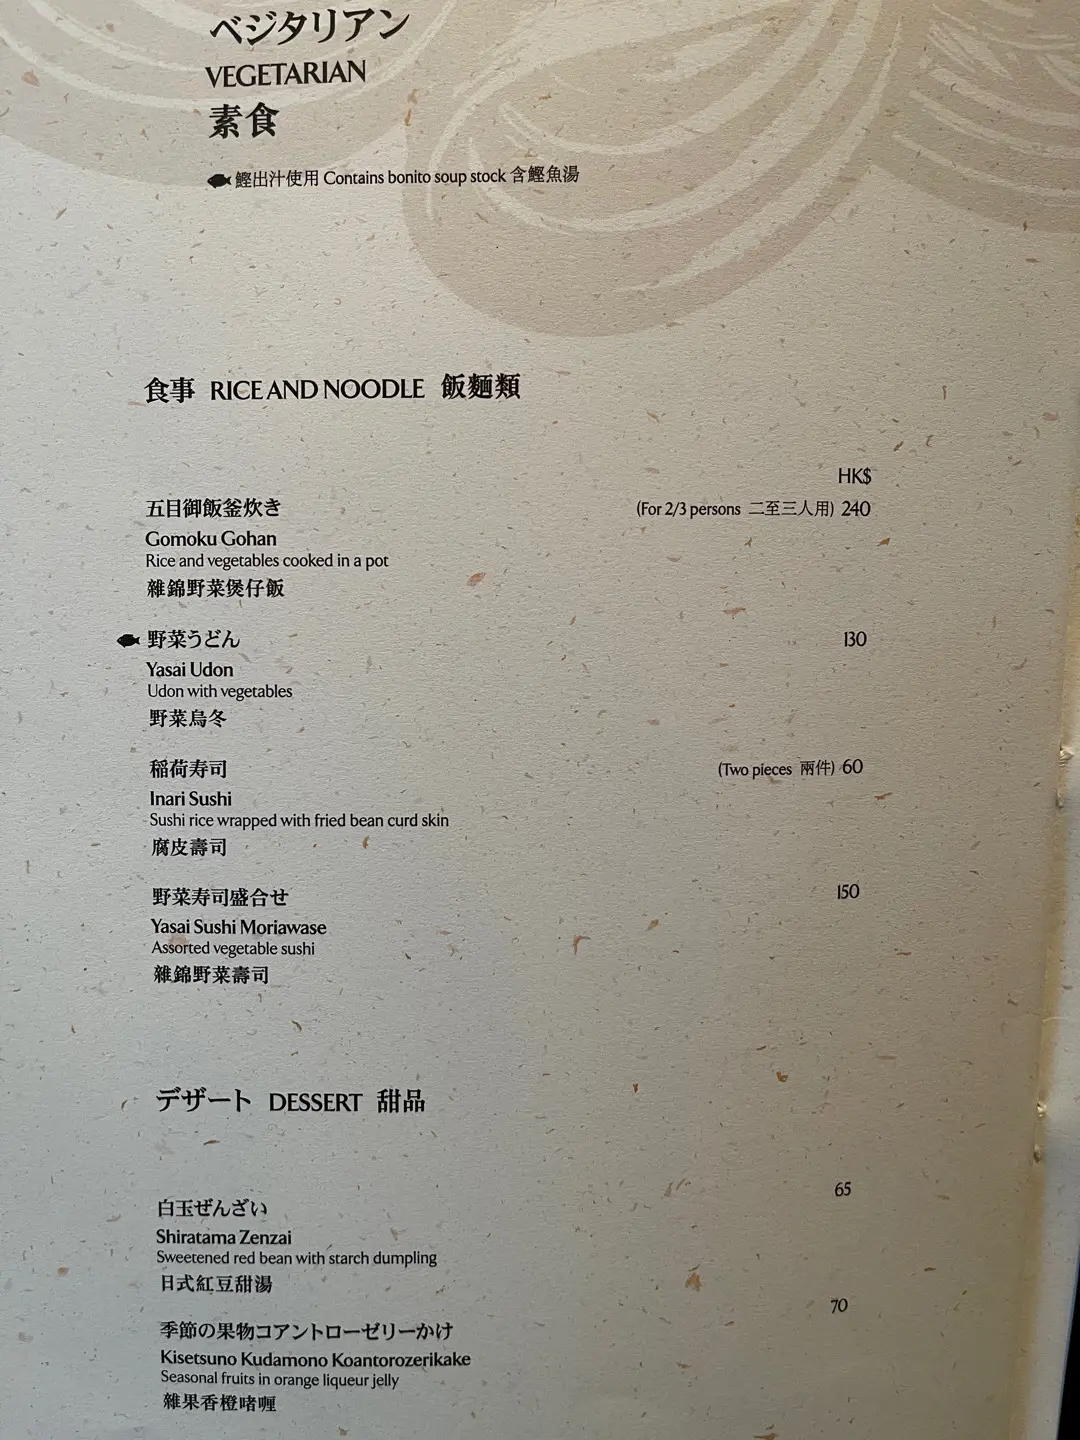 ベジタリアン
VEGETARIAN
素食
鰹出汁使用 Contains bonito soup stock 含鰹魚湯
食事 RICE AND NOODLE 飯麵類
HK$
五目御飯釜炊き (For 2/3 persons 二至三人用) 240
Gomoku Gohan
Rice and vegetables cooked in a pot
雜錦野菜煲仔飯
野菜うどん 130
Yasai Udon
Udon with vegetables
野菜烏冬
稲荷寿司 (Two pieces 兩件) 60
Inari Sushi
Sushi rice wrapped with fried bean curd skin
腐皮壽司
野菜寿司盛合せ 150
Yasai Sushi Moriawase
Assorted vegetable sushi
雜錦野菜壽司
デザート DESSERT 甜品
65
白玉ぜんざい
Shiratama Zenzai
Sweetened red bean with starch dumpling
日式紅豆甜湯
70
季節の果物コアントローゼリーかけ
Kisetsuno Kudamono Koantorozerikake
Seasonal fruits in orange liqueur jelly
雜果香橙啫喱